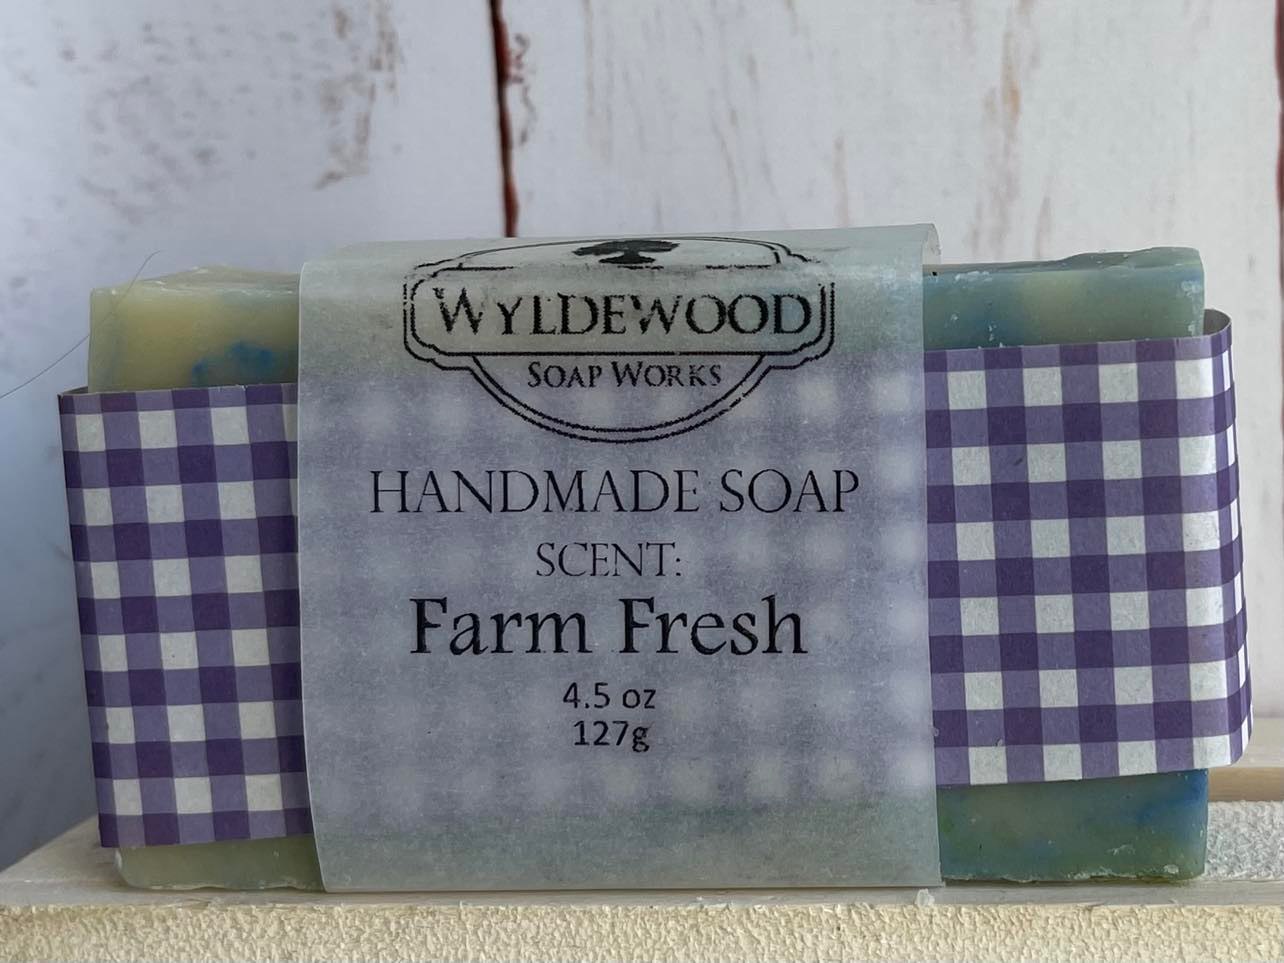 WYLDEWOOD
SOAP WORKS
HANDMADE SOAP
SCENT:
Farm Fresh
4.5 oz
127g